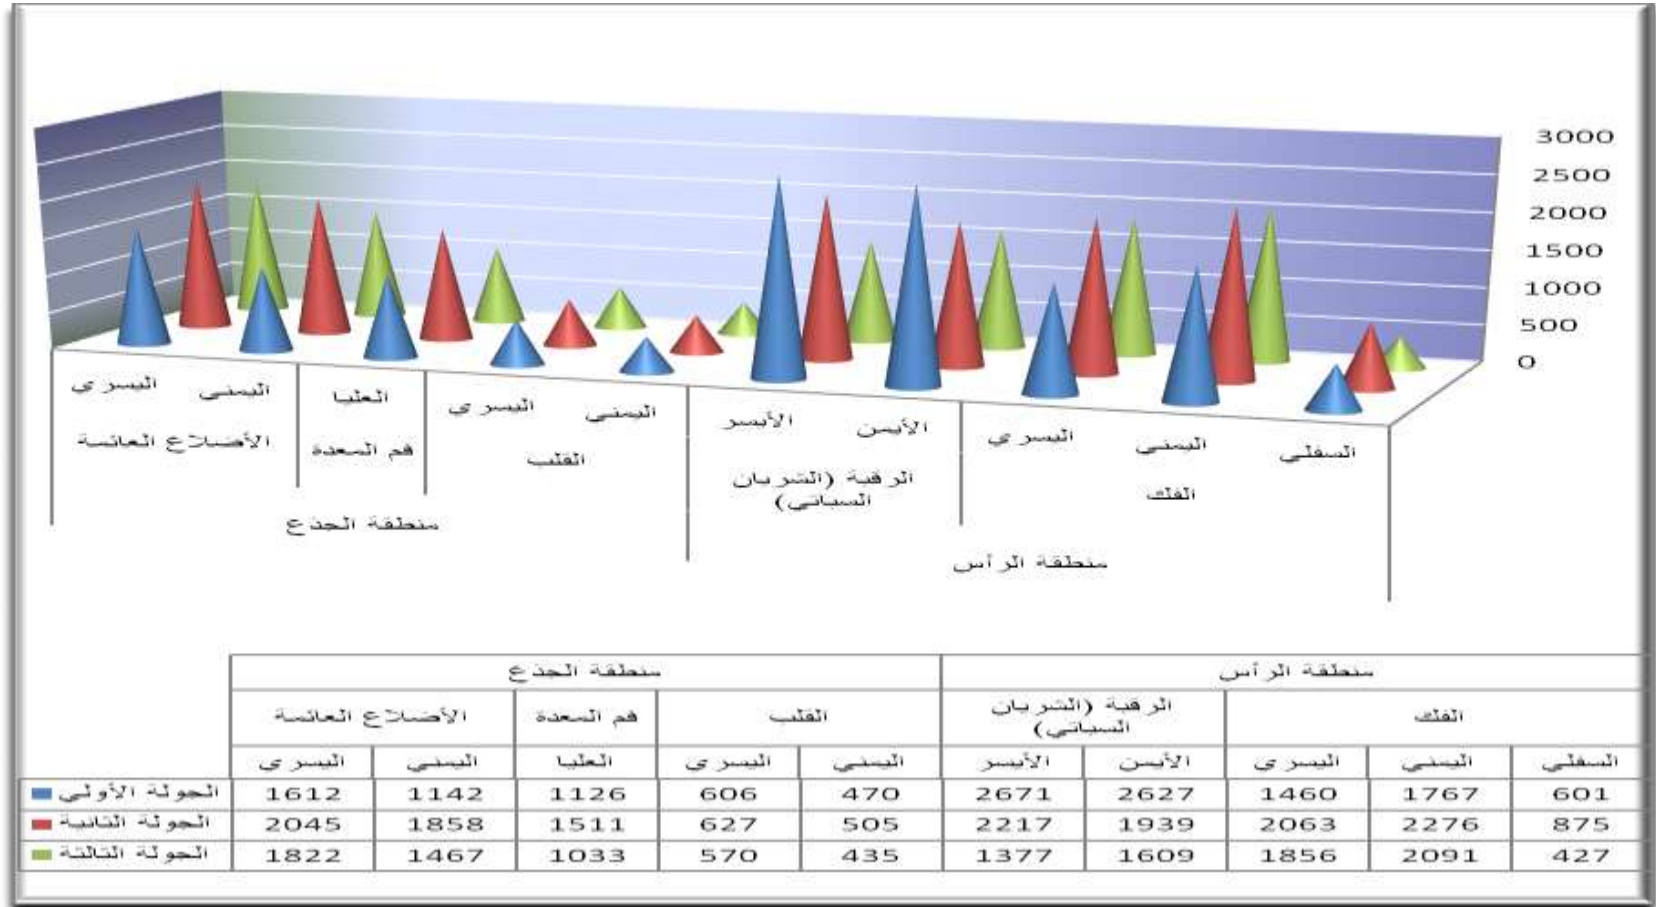 3000
2500
2000
1500
1000
500
0
السفلي اليمنى اليسرى الأيمن الأيسر اليمنى اليسرى العليا اليمنى اليسرى
الفك الرقبة (الشريان السباتي) القلب فم المعدة الأضلاع العائمة
منطقة الرأس منطقة الجذع
منطقة الرأس منطقة الجذع
الفك الرقبة (الشريان السباتي) القلب فم المعدة الأضلاع العائمة
السفلي اليمنى اليسرى الأيمن الأيسر اليمنى اليسرى العليا اليمنى اليسرى
الجولة الأولى 1612 1142 1126 606 470 2671 2627 1460 1767 601
الجولة الثانية 2045 1858 1511 627 505 2217 1939 2063 2276 875
الجولة الثالثة 1822 1467 1033 570 435 1377 1609 1856 2091 427